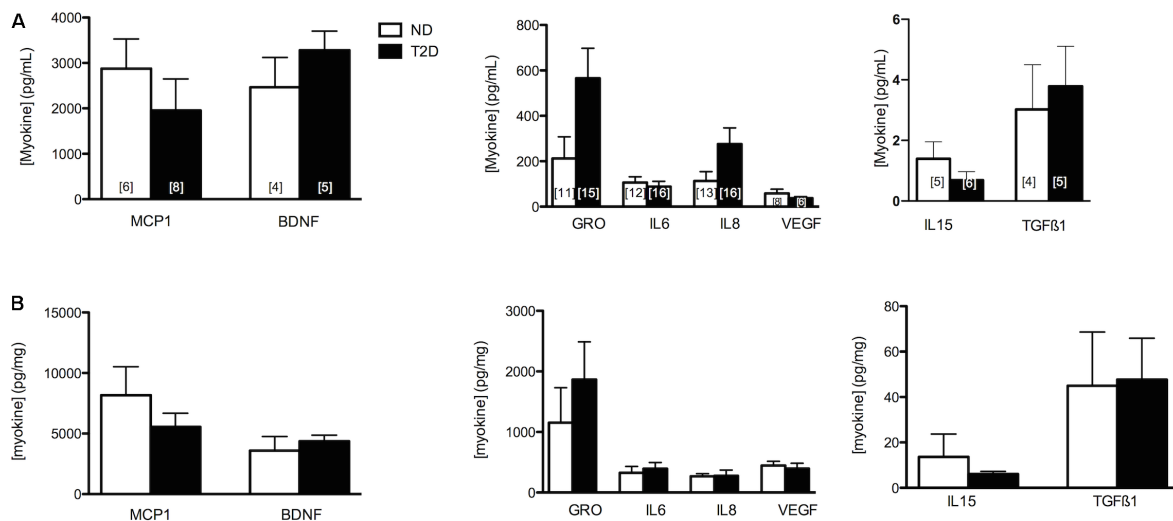 A
[Myokine] (pg/mL)
4000
3000
2000
1000
0
[6]
[8]
[4]
[5]
MCP1
BDNF
ND
T2D
[Myokine] (pg/mL)
800
600
400
200
0
[11]
[15]
[12]
[16]
[13]
[16]
[8]
[6]
GRO
IL6
IL8
VEGF
[Myokine] (pg/mL)
6
4
2
0
[5]
[6]
[4]
[5]
IL15
TGFß1
B
[myokine] (pg/mg)
15000
10000
5000
0
MCP1
BDNF
[myokine] (pg/mg)
3000
2000
1000
0
GRO
IL6
IL8
VEGF
[myokine] (pg/mg)
80
60
40
20
0
IL15
TGFß1